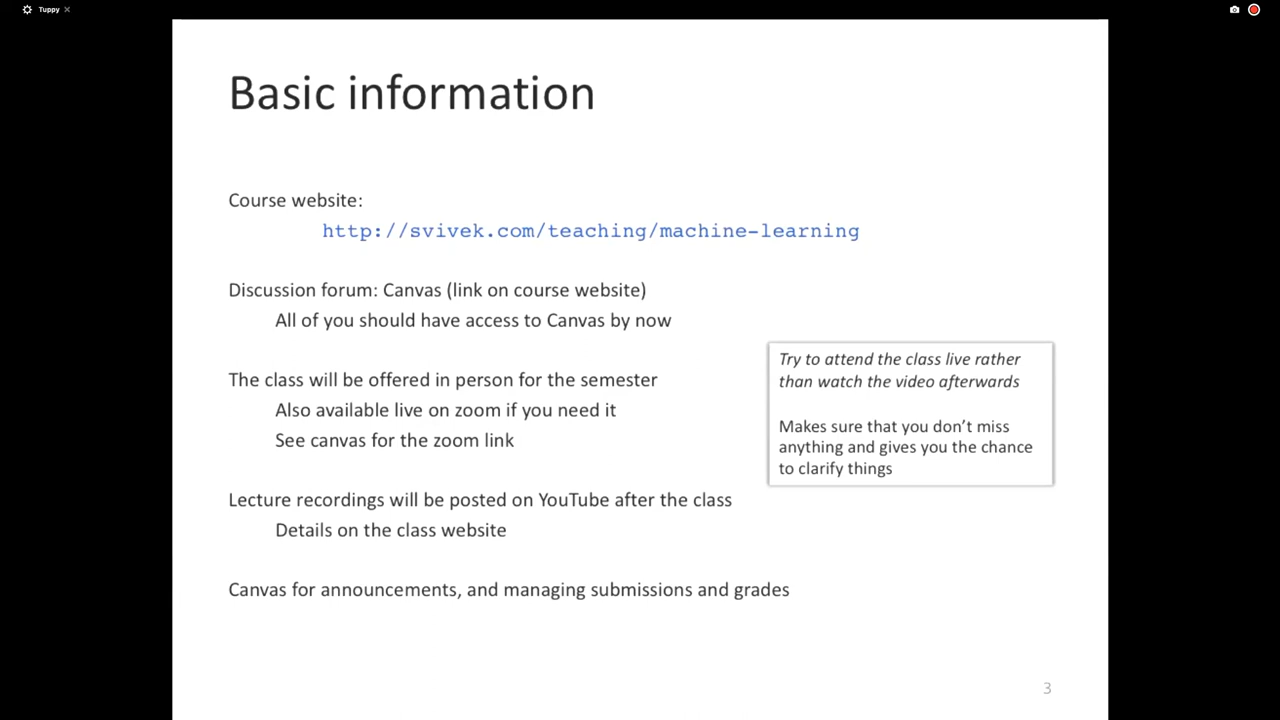 Tuppy
Basic information
Course website:
http://svivek.com/teaching/machine-learning
Discussion forum: Canvas (link on course website)
All of you should have access to Canvas by now
The class will be offered in person for the semester
Also available live on zoom if you need it
See canvas for the zoom link
Try to attend the class live rather
than watch the video afterwards
Makes sure that you don't miss
anything and gives you the chance
to clarify things
Lecture recordings will be posted on YouTube after the class
Details on the class website
Canvas for announcements, and managing submissions and grades
3